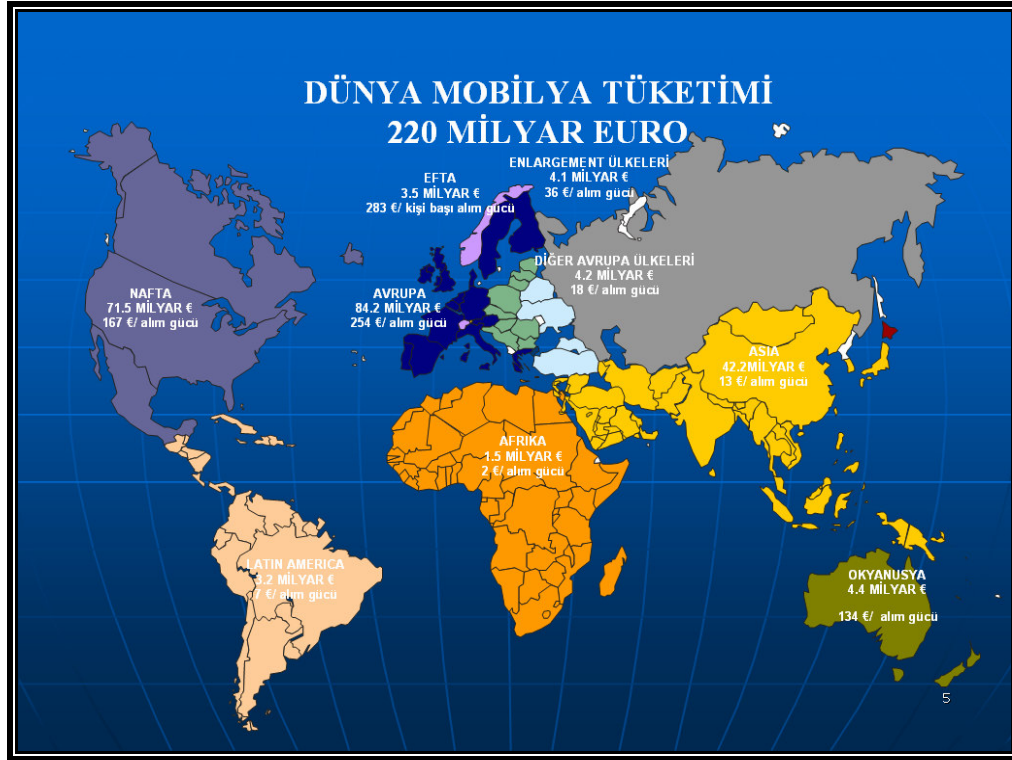 DÜNYA MOBİLYA TÜKETİMİ
220 MİLYAR EURO
ENLARGEMENT ÜLKELERİ
4.1 MİLYAR €
36 €/ alım gücü
EFTA
3.5 MİLYAR €
283 €/ kişi başı alım gücü
DİĞER AVRUPA ÜLKELERİ
4.2 MİLYAR €
18 €/ alım gücü
NAFTA
71.5 MİLYAR €
167 €/ alım gücü
AVRUPA
84.2 MİLYAR €
254 €/ alım gücü
ASIA
42.2MİLYAR €
13 €/ alım gücü
AFRIKA
1.5 MİLYAR €
2 €/ alım gücü
LATIN AMERICA
3.2 MİLYAR €
7 €/ alım gücü
OKYANUSYA
4.4 MİLYAR €
134 €/ alım gücü
5